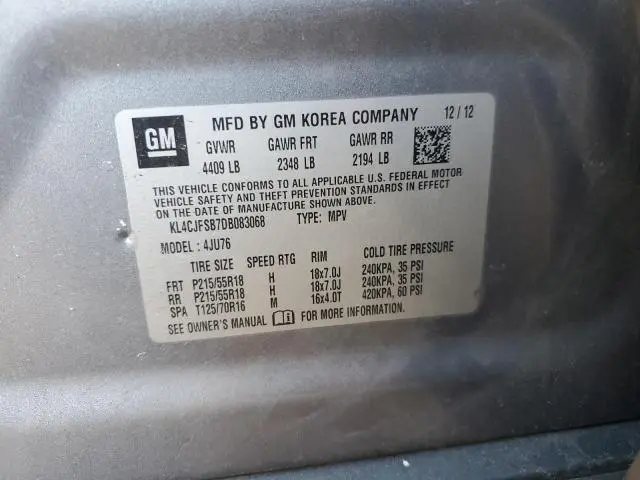 GM MFD BY GM KOREA COMPANY 12/12
GVWR GAWR FRT GAWR RR
4409 LB 2348 LB 2194 LB
THIS VEHICLE CONFORMS TO ALL APPLICABLE U.S. FEDERAL MOTOR
VEHICLE SAFETY AND THEFT PREVENTION STANDARDS IN EFFECT
ON THE DATE OF MANUFACTURE SHOWN ABOVE.
KL4CJFSB7DB083068 TYPE: MPV
MODEL: 4JU76
TIRE SIZE SPEED RTG RIM COLD TIRE PRESSURE
FRT P215/55R18 H 18x7.0J 240KPA, 35 PSI
RR P215/55R18 H 18x7.0J 240KPA, 35 PSI
SPA T125/70R16 M 16x4.0T 420KPA, 60 PSI
SEE OWNER'S MANUAL FOR MORE INFORMATION.